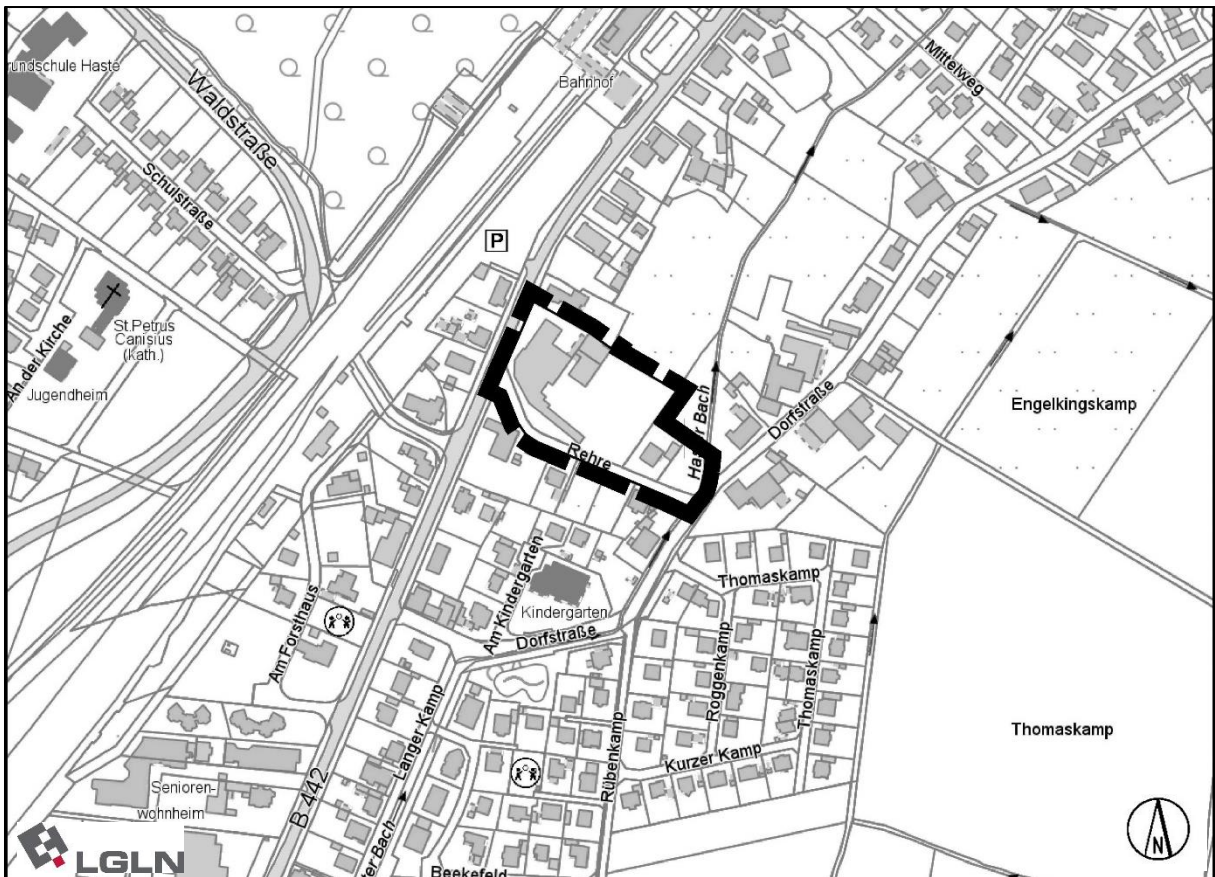 rundschule Haste
Waldstraße
Schulstraße
Bahnhof
Mittelweg
P
An der Kirche
St.Petrus
Canisius
(kath.)
Jugendheim
Rehre
Bach
Dorfstraße
Engelkingskamp
Am Forsthaus
Am Kindergarten
Kindergarten
Dorfstraße
Thomaskamp
Roggenkamp
Thomaskamp
Thomaskamp
Langer Kamp
Rübenkamp
Kurzer Kamp
B 442
Senioren-
wohnheim
ter Bach
Beekefeld
LGLN
N